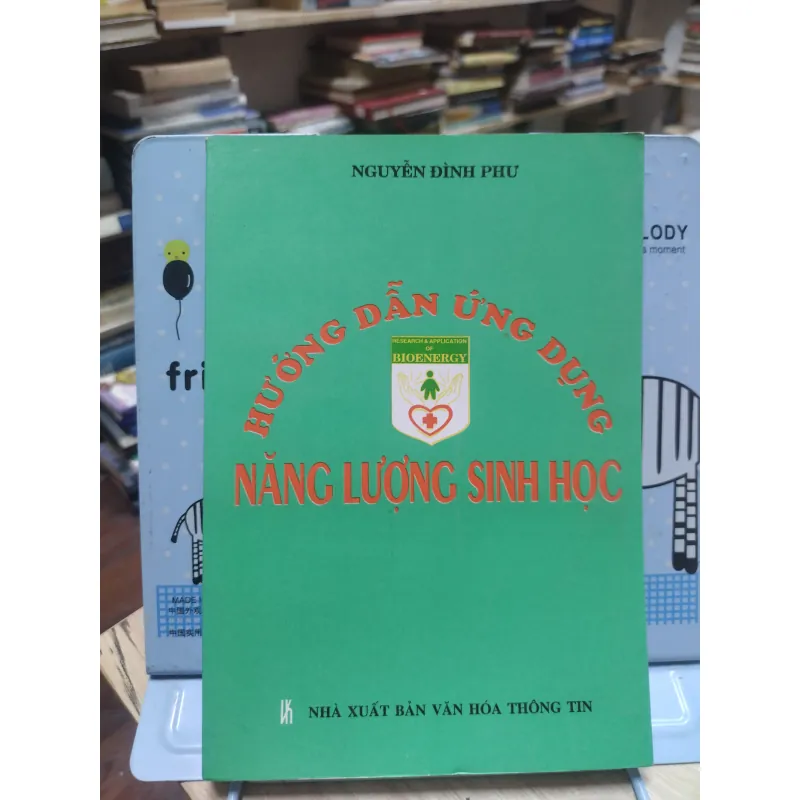 NGUYỄN ĐÌNH PHƯ
HƯỚNG DẪN ỨNG DỤNG
RESEARCH & APPLICATION
OF
BIOENERGY
NĂNG LƯỢNG SINH HỌC
NHÀ XUẤT BẢN VĂN HÓA THÔNG TIN
fri
LODY
moment
MADE